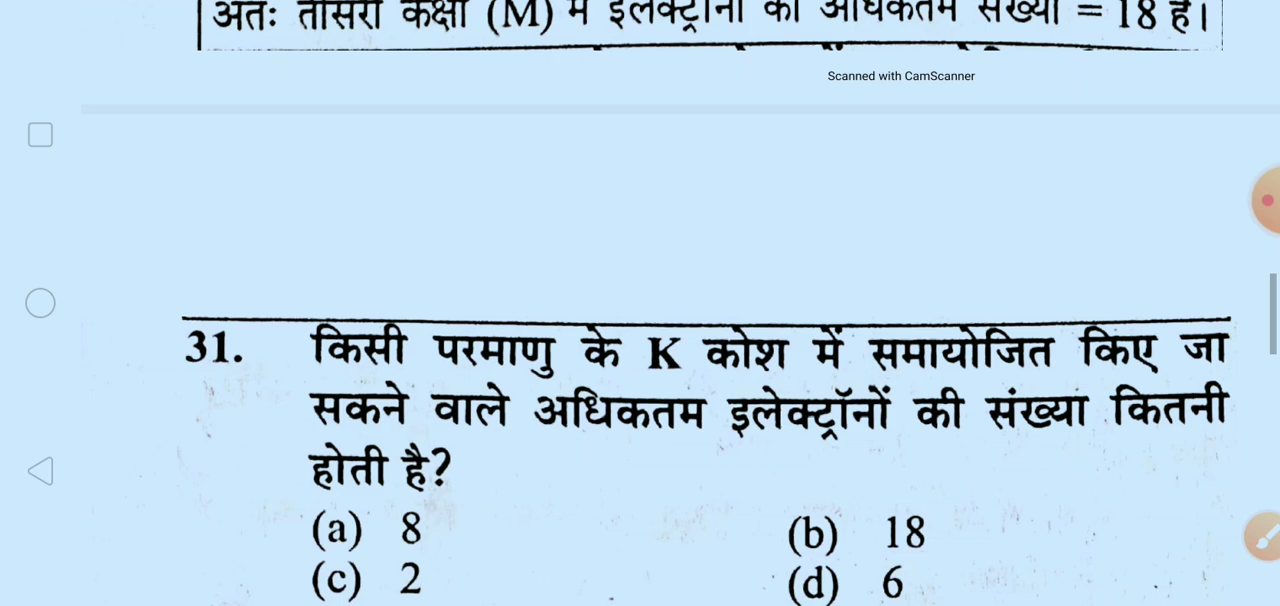 अतः तीसरी कक्षा (M) में इलेक्ट्रॉनों की अधिकतम संख्या = 18 है।
Scanned with CamScanner
31. किसी परमाणु के K कोश में समायोजित किए जा
सकने वाले अधिकतम इलेक्ट्रॉनों की संख्या कितनी
होती है?
(a) 8 (b) 18
(c) 2 (d) 6